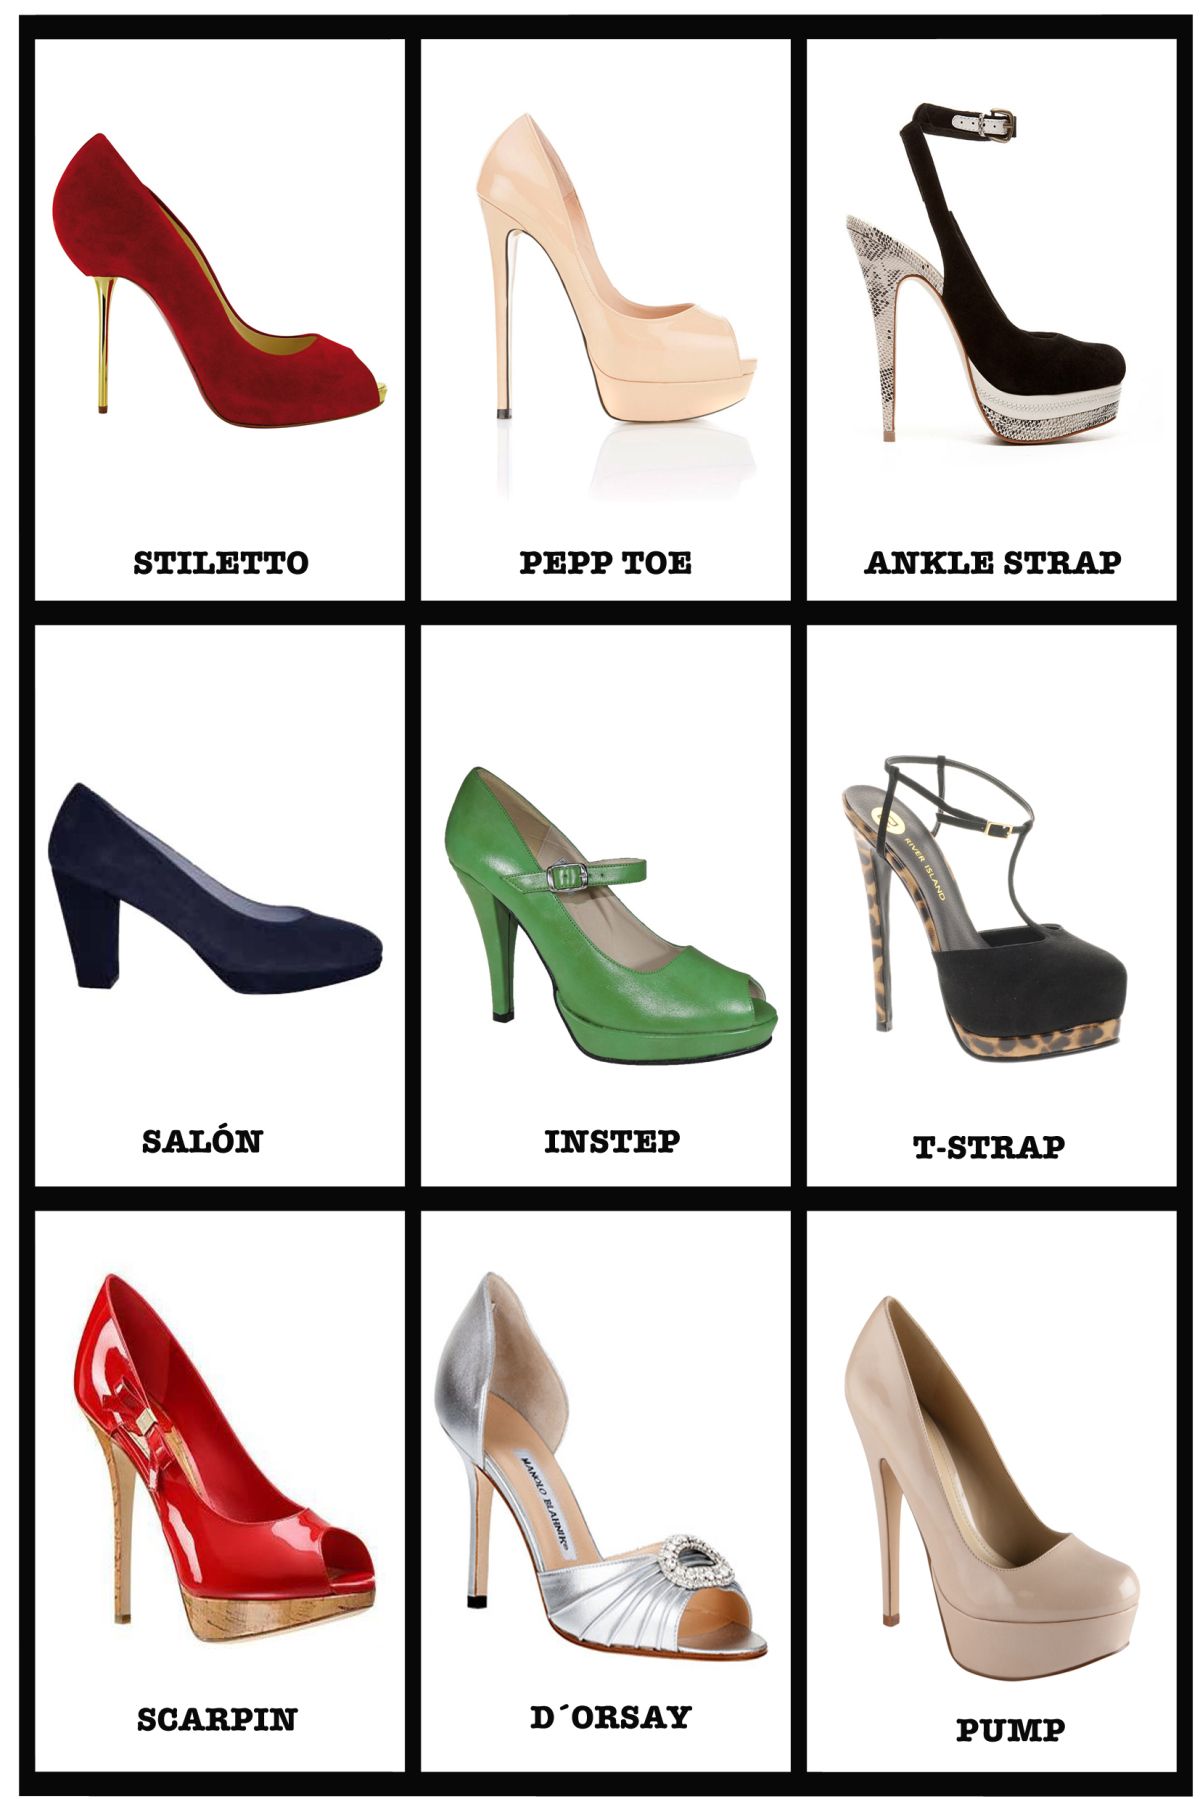 STILETTO
PEPP TOE
ANKLE STRAP
RIVER ISLAND
SALÓN
INSTEP
T-STRAP
MANOLO BLAHNIK®
SCARPIN
D´ORSAY
PUMP